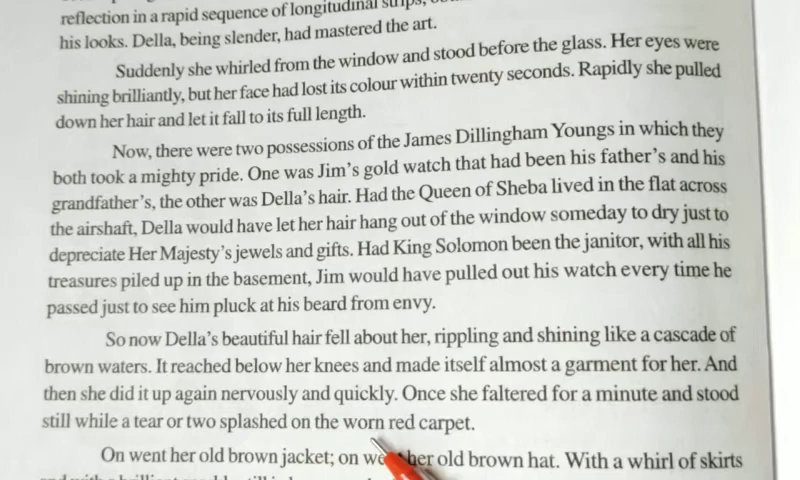 reflection in a rapid sequence of longitudinal strips,
his looks. Della, being slender, had mastered the art.
Suddenly she whirled from the window and stood before the glass. Her eyes were
shining brilliantly, but her face had lost its colour within twenty seconds. Rapidly she pulled
down her hair and let it fall to its full length.
Now, there were two possessions of the James Dillingham Youngs in which they
both took a mighty pride. One was Jim's gold watch that had been his father's and his
grandfather's, the other was Della's hair. Had the Queen of Sheba lived in the flat across
the airshaft, Della would have let her hair hang out of the window someday to dry just to
depreciate Her Majesty's jewels and gifts. Had King Solomon been the janitor, with all his
treasures piled up in the basement, Jim would have pulled out his watch every time he
passed just to see him pluck at his beard from envy.
So now Della's beautiful hair fell about her, rippling and shining like a cascade of
brown waters. It reached below her knees and made itself almost a garment for her. And
then she did it up again nervously and quickly. Once she faltered for a minute and stood
still while a tear or two splashed on the worn red carpet.
On went her old brown jacket; on her old brown hat. With a whirl of skirts